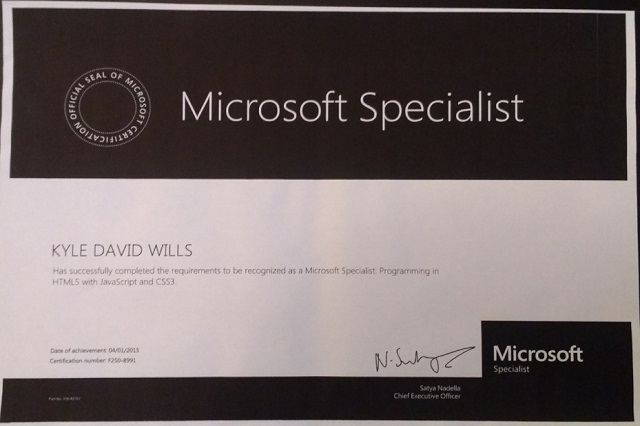 OFFICIAL SEAL OF MICROSOFT CERTIFICATION
Microsoft Specialist
KYLE DAVID WILLS
Has successfully completed the requirements to be recognized as a Microsoft Specialist: Programming in
HTML5 with JavaScript and CSS3.
Date of achievement: 04/01/2015
Certification number: F250-8991
Microsoft
Specialist
Satya Nadella
Chief Executive Officer
Part No.